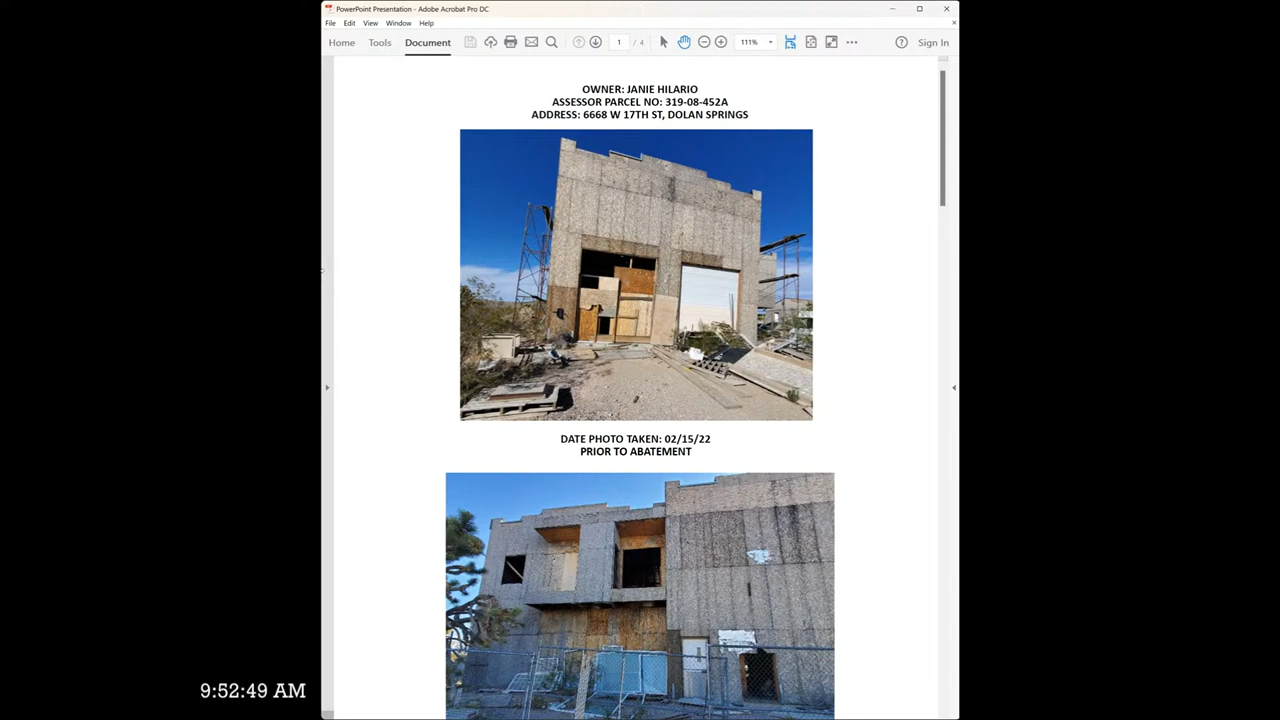 PowerPoint Presentation - Adobe Acrobat Pro DC
File Edit View Window Help
Home Tools Document 1 / 4 111% Sign In
OWNER: JANIE HILARIO
ASSESSOR PARCEL NO: 319-08-452A
ADDRESS: 6668 W 17TH ST, DOLAN SPRINGS
DATE PHOTO TAKEN: 02/15/22
PRIOR TO ABATEMENT
9:52:49 AM